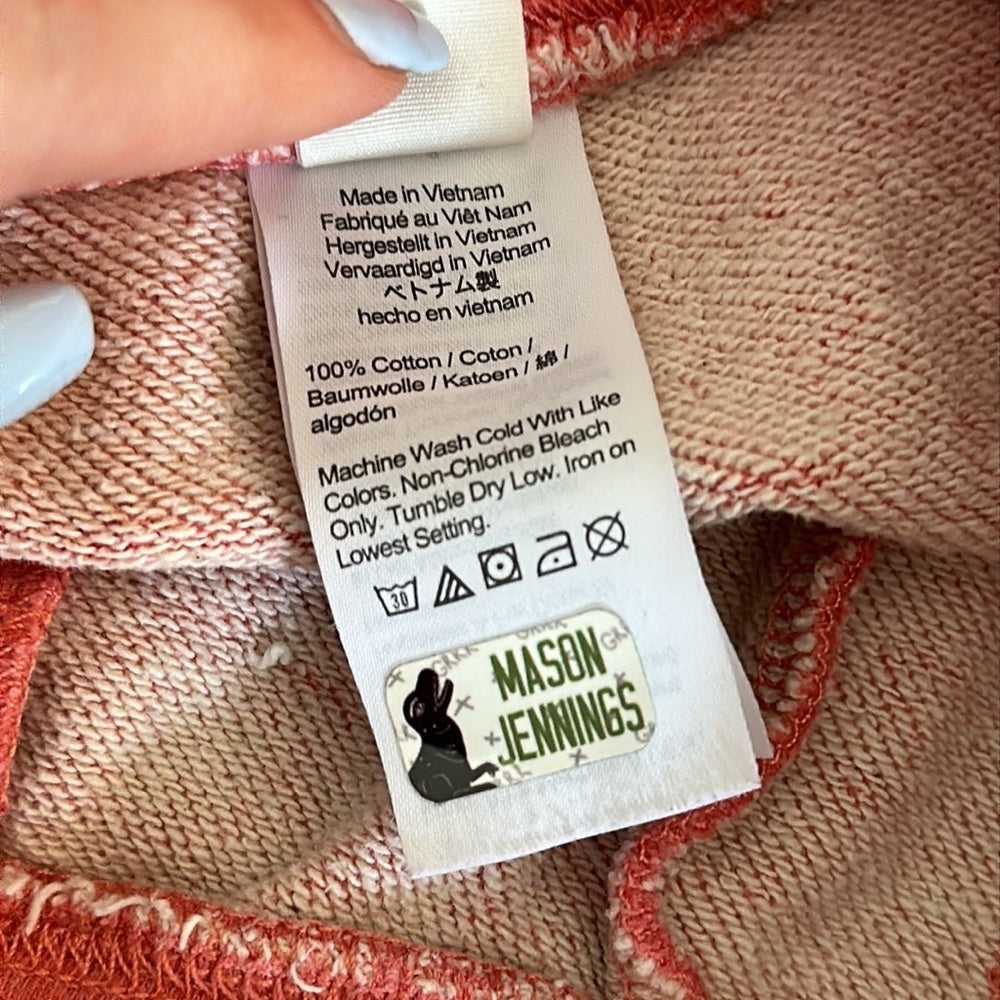 Made in Vietnam
Fabriqué au Viêt Nam
Hergestellt in Vietnam
Vervaardigd in Vietnam
ベトナム製
hecho en vietnam
100% Cotton / Coton /
Baumwolle / Katoen / 綿 /
algodón
Machine Wash Cold With Like
Colors. Non-Chlorine Bleach
Only. Tumble Dry Low. Iron on
Lowest Setting.
30
MASON
JENNINGS